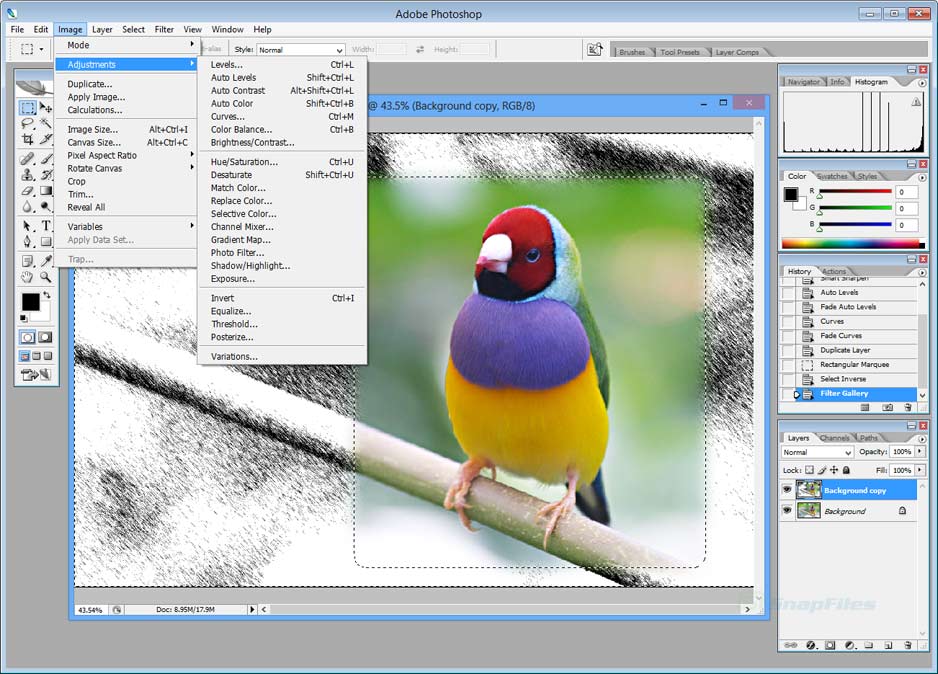 Adobe Photoshop
File Edit Image Layer Select Filter View Window Help
Style: Normal Width: Height:
Brushes Tool Presets Layer Comps
Mode
Adjustments
Duplicate...
Apply Image...
Calculations...
Image Size... Alt+Ctrl+I
Canvas Size... Alt+Ctrl+C
Pixel Aspect Ratio
Rotate Canvas
Crop
Trim...
Reveal All
Variables
Apply Data Set...
Trap...
Levels... Ctrl+L
Auto Levels Shift+Ctrl+L
Auto Contrast Alt+Shift+Ctrl+L
Auto Color Shift+Ctrl+B
Curves... Ctrl+M
Color Balance... Ctrl+B
Brightness/Contrast...
Hue/Saturation... Ctrl+U
Desaturate Shift+Ctrl+U
Match Color...
Replace Color...
Selective Color...
Channel Mixer...
Gradient Map...
Photo Filter...
Shadow/Highlight...
Exposure...
Invert Ctrl+I
Equalize...
Threshold...
Posterize...
Variations...
@ 43.5% (Background copy, RGB/8)
43.54% Doc: 8.95M/17.9M
Navigator Info Histogram
Color Swatches Styles
R 0
G 0
B 0
History Actions
Smart Sharpen
Auto Levels
Fade Auto Levels
Curves
Fade Curves
Duplicate Layer
Rectangular Marquee
Select Inverse
Filter Gallery
Layers Channels Paths
Normal Opacity: 100%
Lock: Fill: 100%
Background copy
Background
SnapFiles